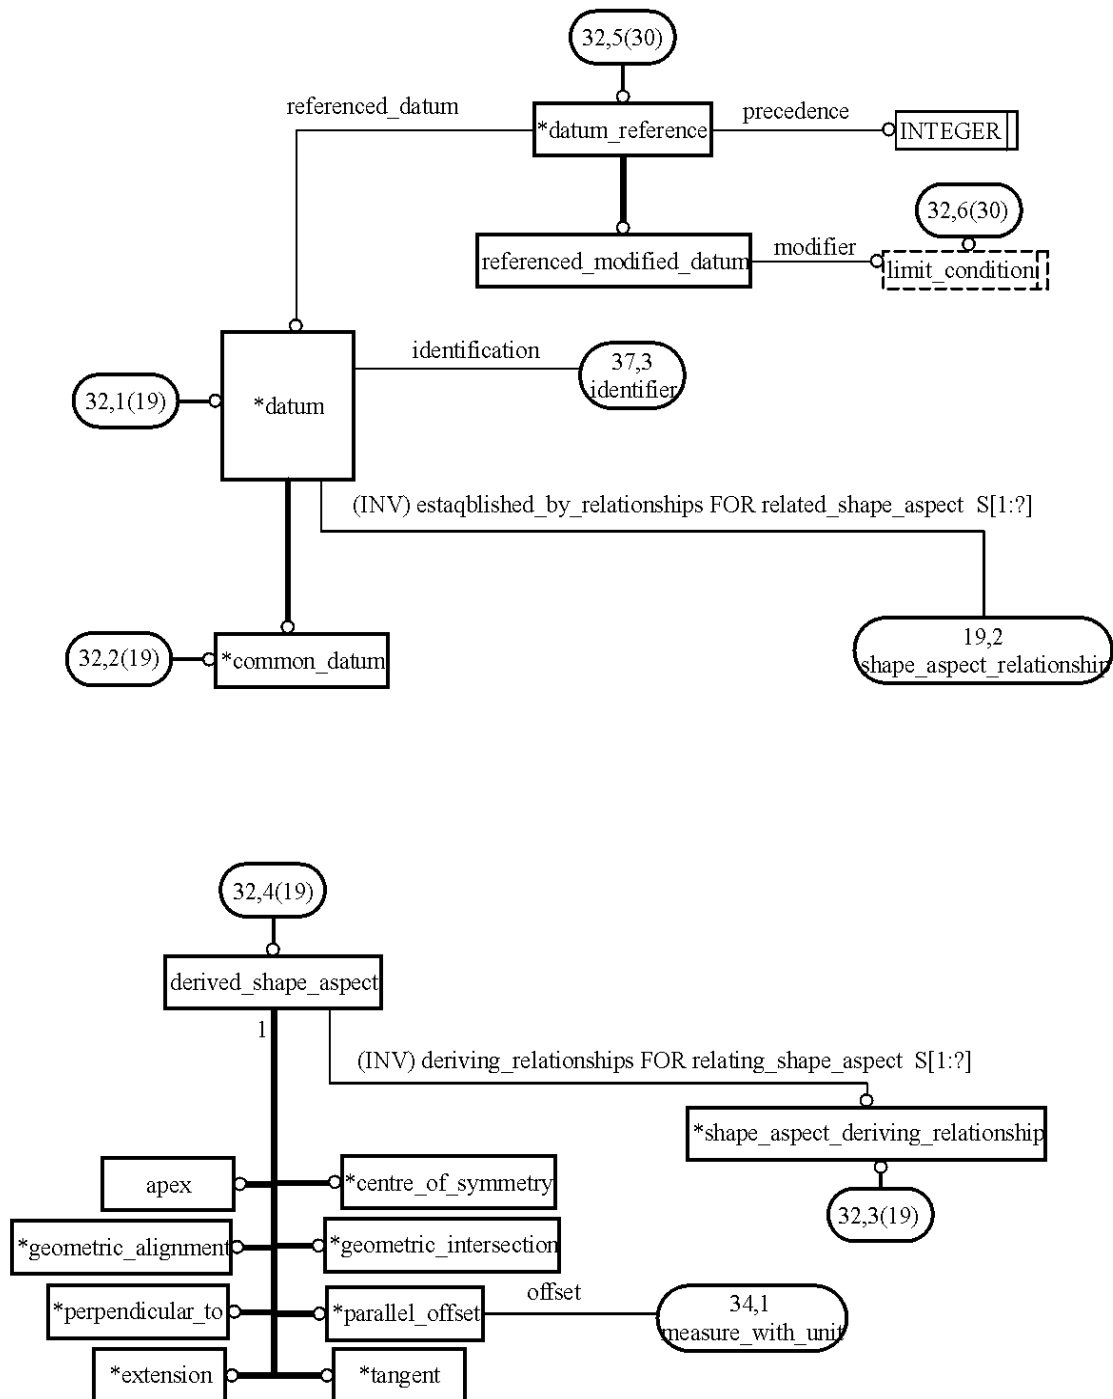 32,5(30)
referenced_datum
precedence
*datum_reference
INTEGER
32,6(30)
modifier
referenced_modified_datum
limit_condition
identification
37,3
identifier
32,1(19)
*datum
(INV) estaqblished_by_relationships FOR related_shape_aspect S[1:?]
19,2
shape_aspect_relationship
32,2(19)
*common_datum
32,4(19)
derived_shape_aspect
1
(INV) deriving_relationships FOR relating_shape_aspect S[1:?]
*shape_aspect_deriving_relationship
apex
*centre_of_symmetry
32,3(19)
*geometric_alignment
*geometric_intersection
*perpendicular_to
*parallel_offset
offset
34,1
measure_with_unit
*extension
*tangent